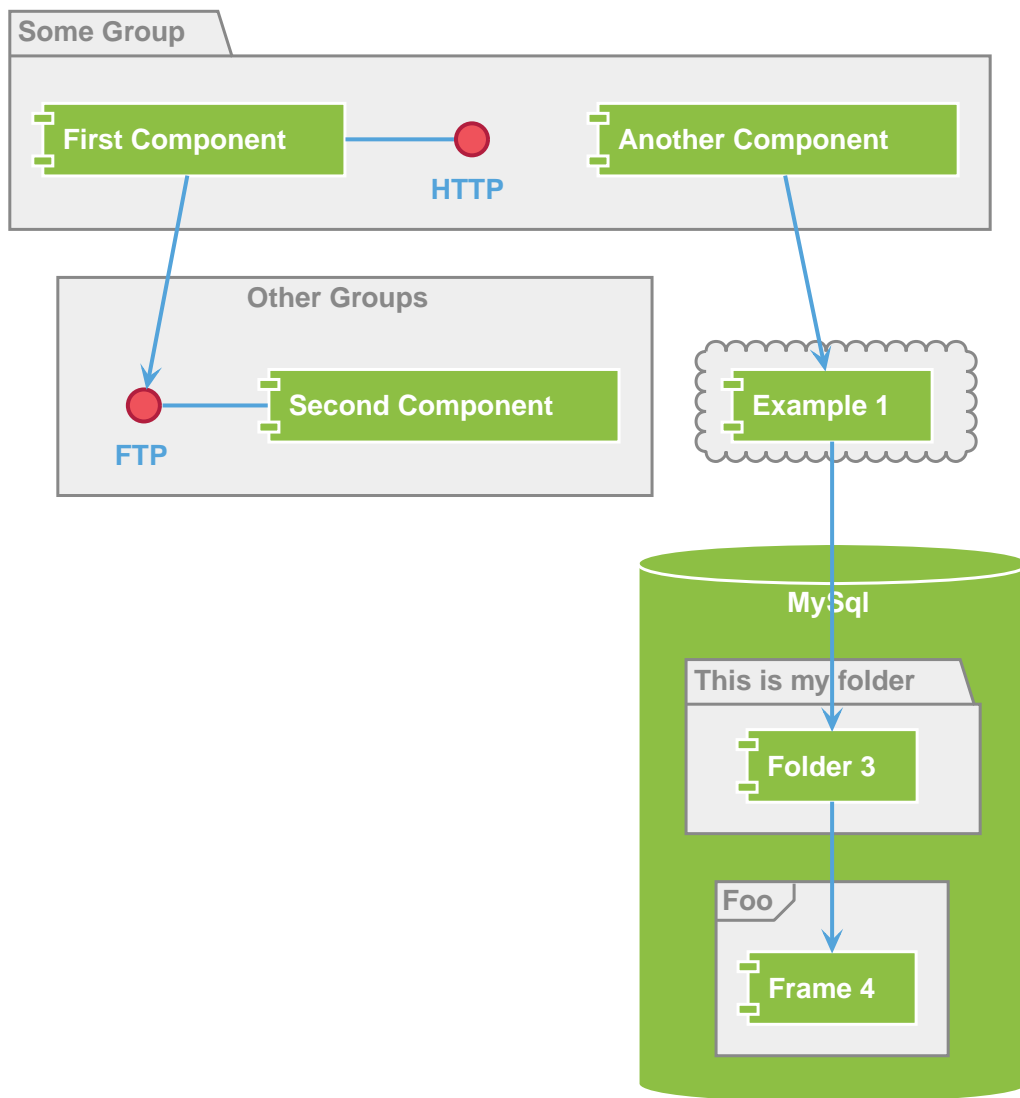 Some Group
First Component
HTTP
Another Component
Other Groups
FTP
Second Component
Example 1
MySql
This is my folder
Folder 3
Foo
Frame 4